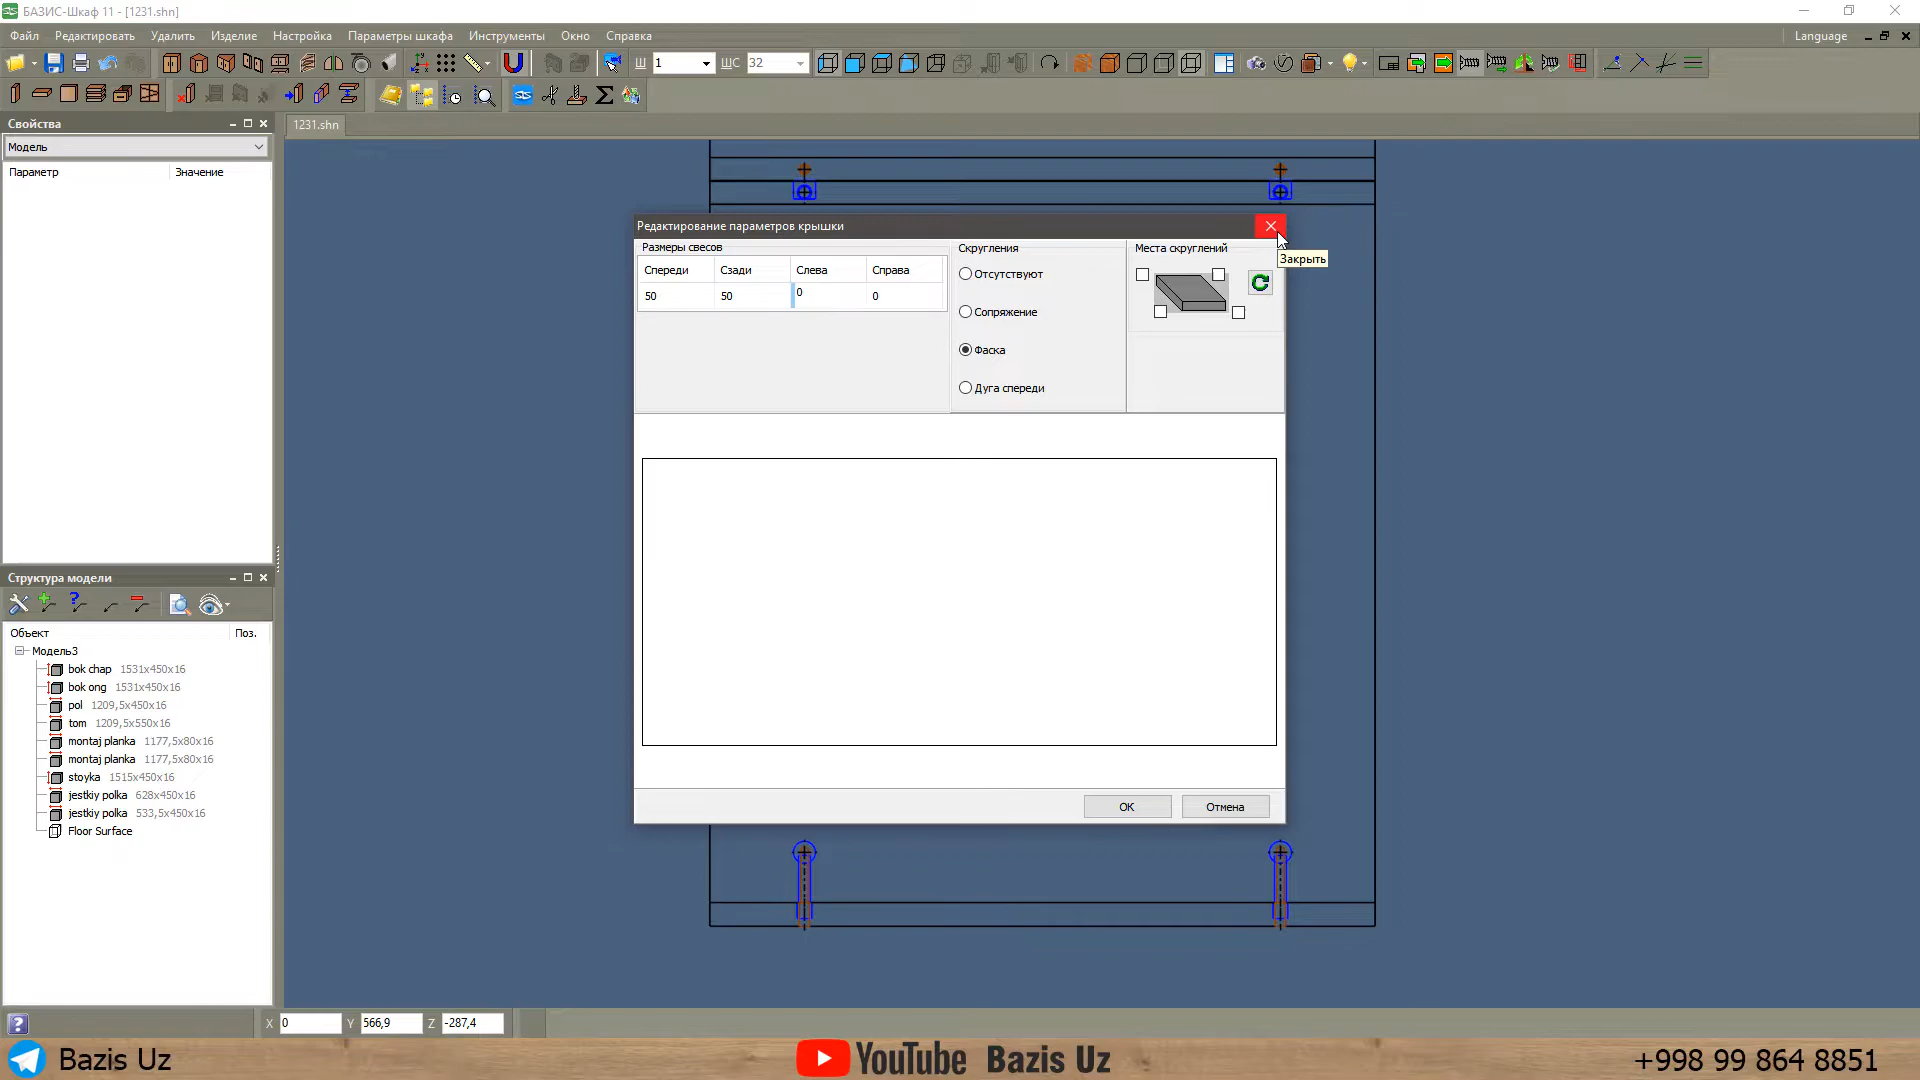 БАЗИС-Шкаф 11 - [1231.shn]
Файл Редактировать Удалить Изделие Настройка Параметры шкафа Инструменты Окно Справка Language
Ш 1 ШС 32
Свойства
1231.shn
Модель
Параметр Значение
Редактирование параметров крышки
Закрыть
Размеры свесов Скругления Места скруглений
Спереди Сзади Слева Справа
50 50 0 0
Отсутствуют
Сопряжение
Фаска
Дуга спереди
OK Отмена
Структура модели
Объект Поз.
Модель3
bok chap 1531x450x16
bok ong 1531x450x16
pol 1209,5x450x16
tom 1209,5x550x16
montaj planka 1177,5x80x16
montaj planka 1177,5x80x16
stoyka 1515x450x16
jestkiy polka 628x450x16
jestkiy polka 533,5x450x16
Floor Surface
X 0 Y 566,9 Z -287,4
Bazis Uz YouTube Bazis Uz +998 99 864 8851